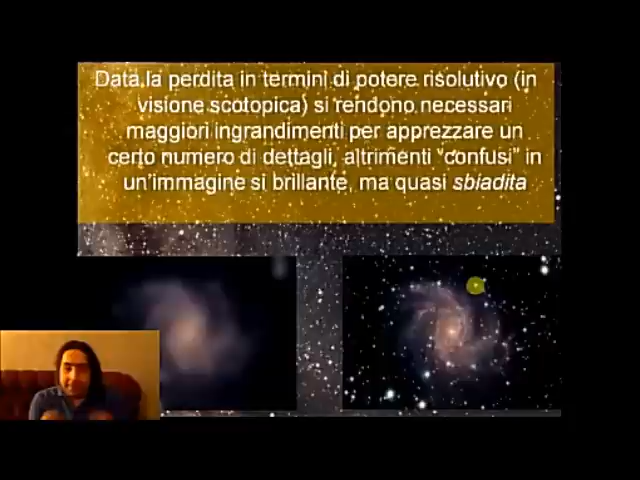 Data la perdita in termini di potere risolutivo (in
visione scotopica) si rendono necessari
maggiori ingrandimenti per apprezzare un
certo numero di dettagli, altrimenti "confusi" in
un'immagine si brillante, ma quasi sbiadita